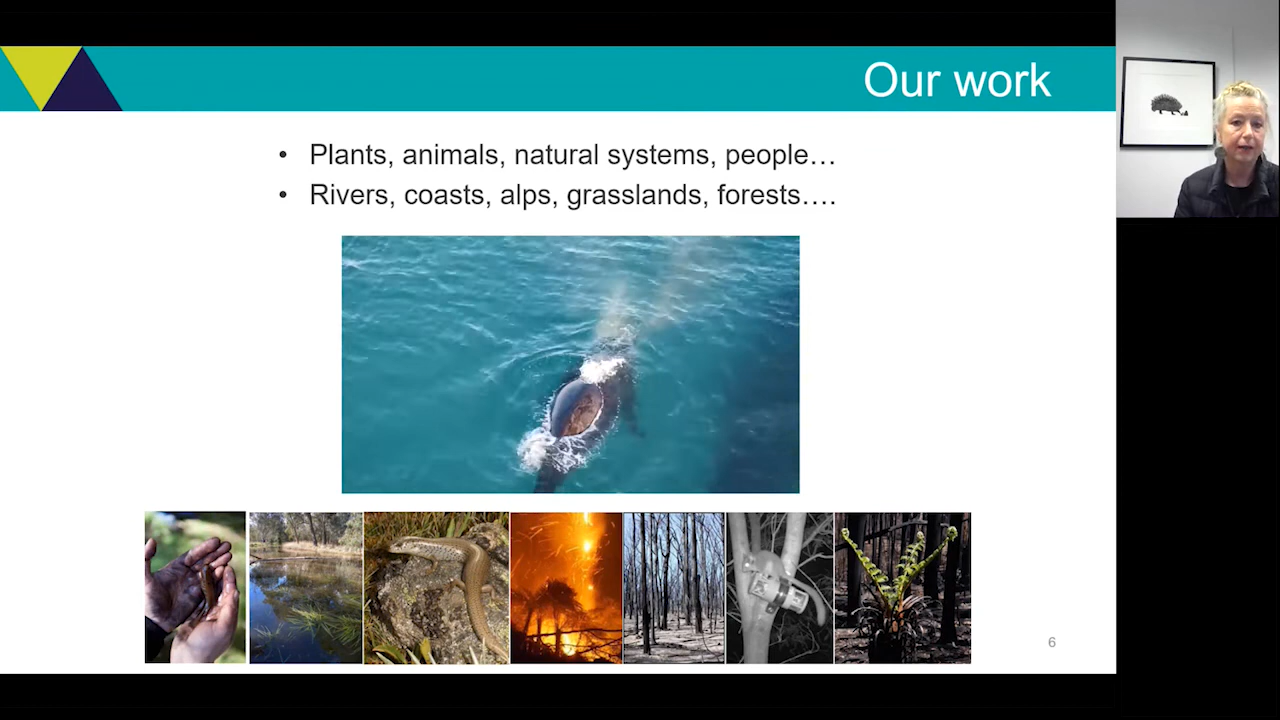 Our work
• Plants, animals, natural systems, people…
• Rivers, coasts, alps, grasslands, forests….
6